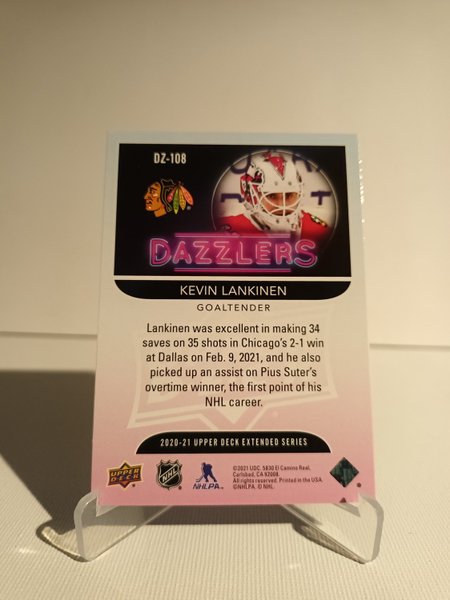 DZ-108
DAZZLERS
KEVIN LANKINEN
GOALTENDER
Lankinen was excellent in making 34
saves on 35 shots in Chicago's 2-1 win
at Dallas on Feb. 9, 2021, and he also
picked up an assist on Pius Suter's
overtime winner, the first point of his
NHL career.
2020-21 UPPER DECK EXTENDED SERIES
UPPER DECK
NHL
NHLPA
©2021 UDC. 5830 El Camino Real,
Carlsbad, CA 92008.
All rights reserved. Printed in the USA.
©NHLPA. © NHL.